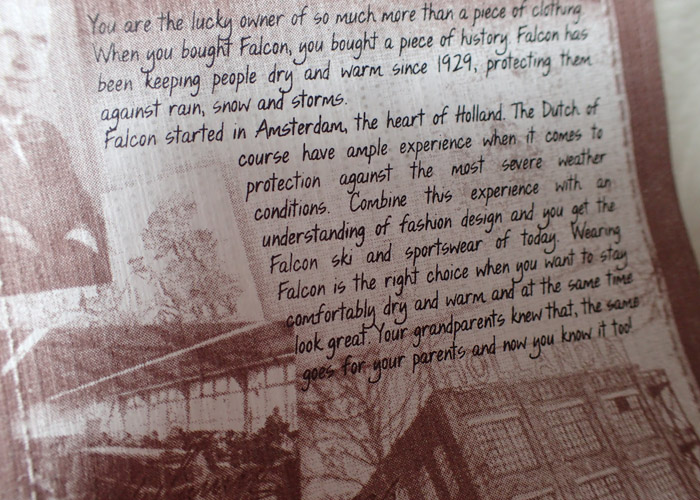 You are the lucky owner of so much more than a piece of clothing.
When you bought Falcon, you bought a piece of history. Falcon has
been keeping people dry and warm since 1929, protecting them
against rain, snow and storms.
Falcon started in Amsterdam, the heart of Holland. The Dutch of
course have ample experience when it comes to
protection against the most severe weather
conditions. Combine this experience with an
understanding of fashion design and you get the
Falcon ski and sportswear of today. Wearing
Falcon is the right choice when you want to stay
comfortably dry and warm and at the same time
look great. Your grandparents knew that, the same
goes for your parents and now you know it too!